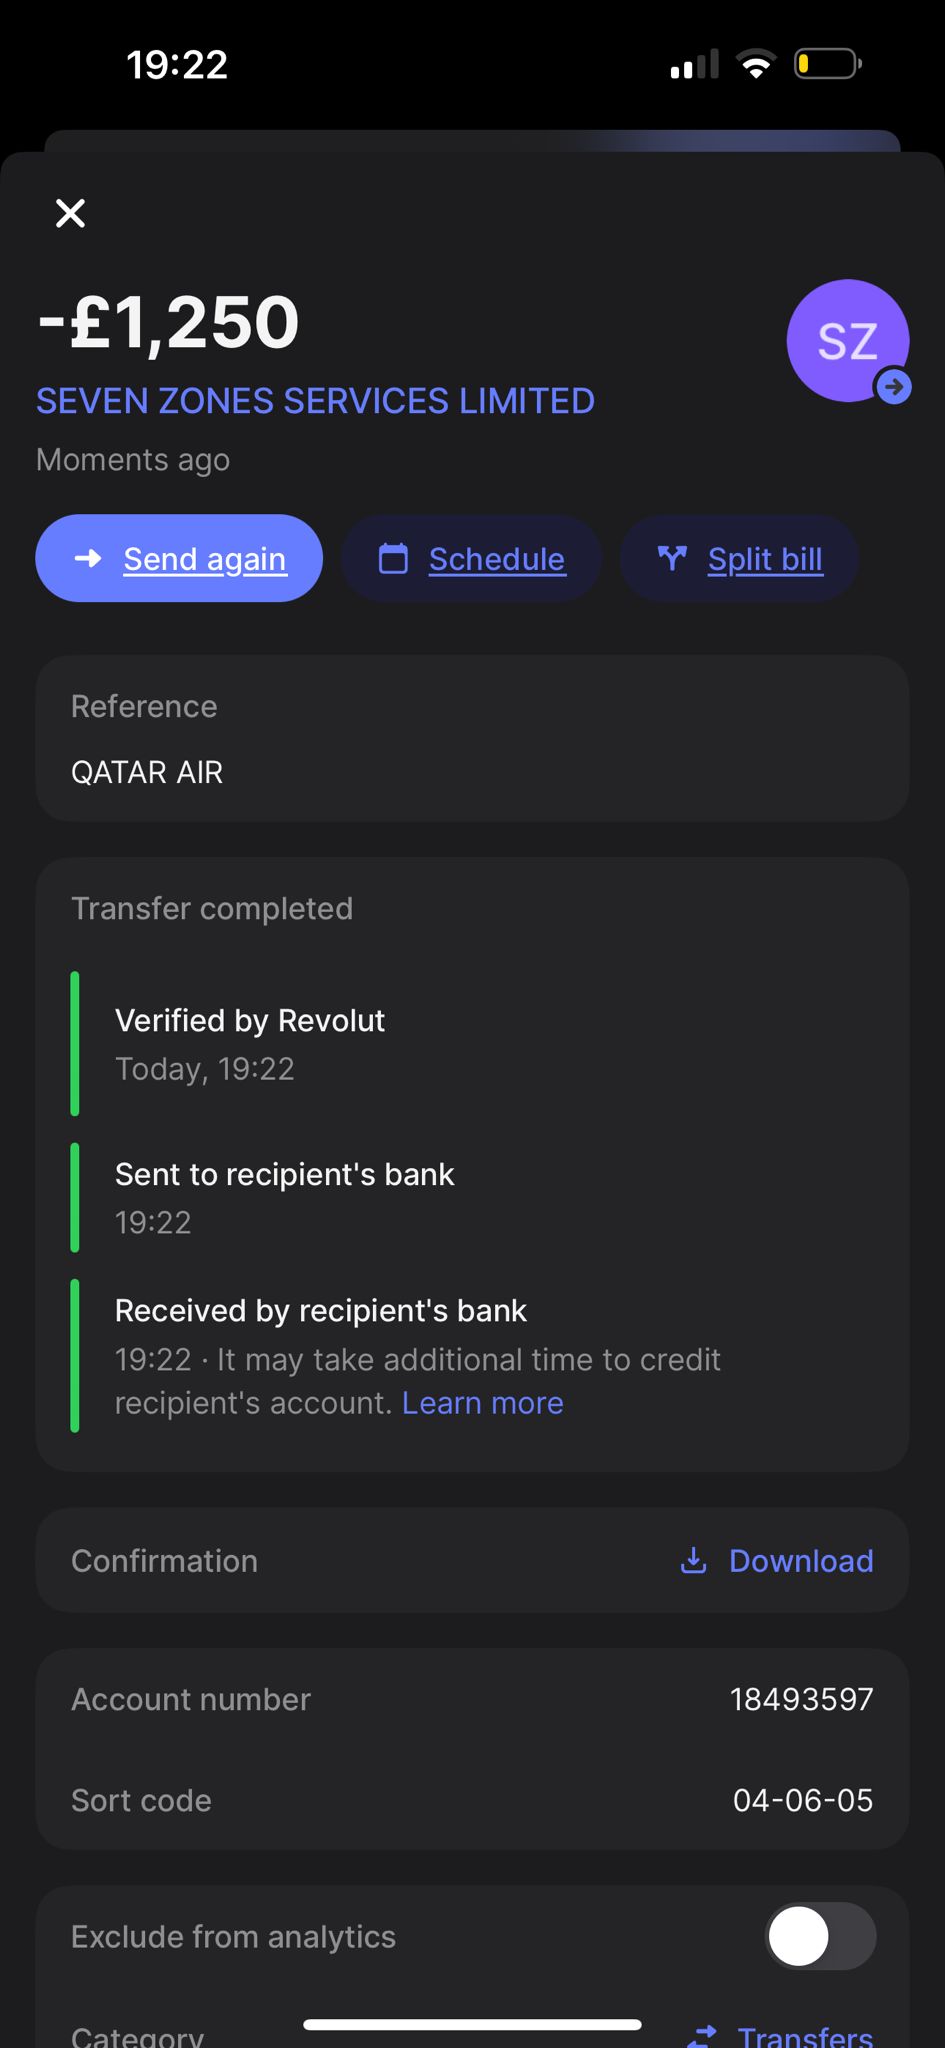 19:22
-£1,250
SZ
SEVEN ZONES SERVICES LIMITED
Moments ago
Send again
Schedule
Split bill
Reference
QATAR AIR
Transfer completed
Verified by Revolut
Today, 19:22
Sent to recipient's bank
19:22
Received by recipient's bank
19:22 · It may take additional time to credit
recipient's account. Learn more
Confirmation
Download
Account number
18493597
Sort code
04-06-05
Exclude from analytics
Category
Transfers